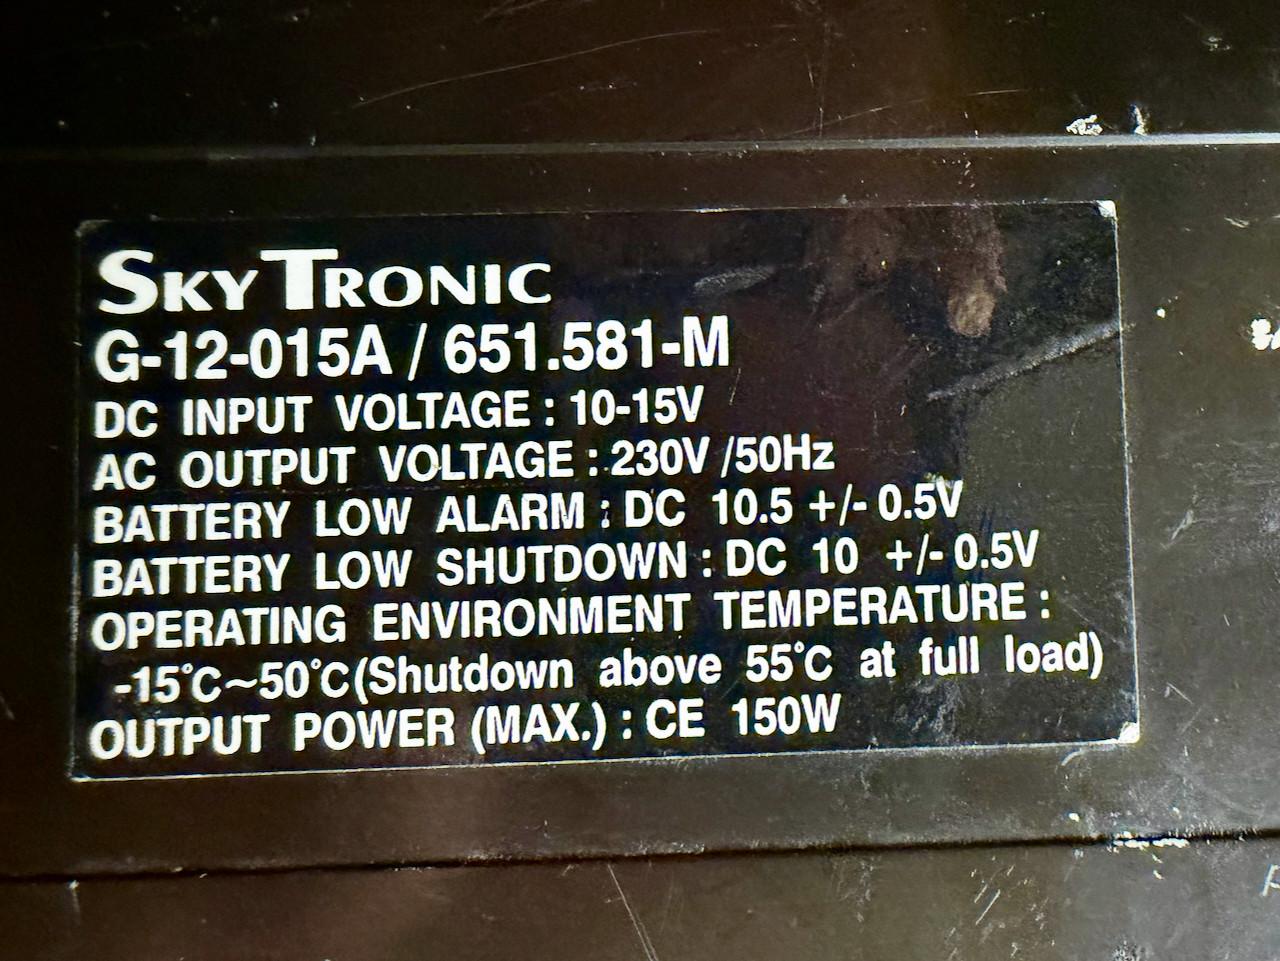 SKYTRONIC
G-12-015A / 651.581-M
DC INPUT VOLTAGE : 10-15V
AC OUTPUT VOLTAGE : 230V /50Hz
BATTERY LOW ALARM : DC 10.5 +/- 0.5V
BATTERY LOW SHUTDOWN : DC 10 +/- 0.5V
OPERATING ENVIRONMENT TEMPERATURE :
-15°C~50°C(Shutdown above 55°C at full load)
OUTPUT POWER (MAX.) : CE 150W